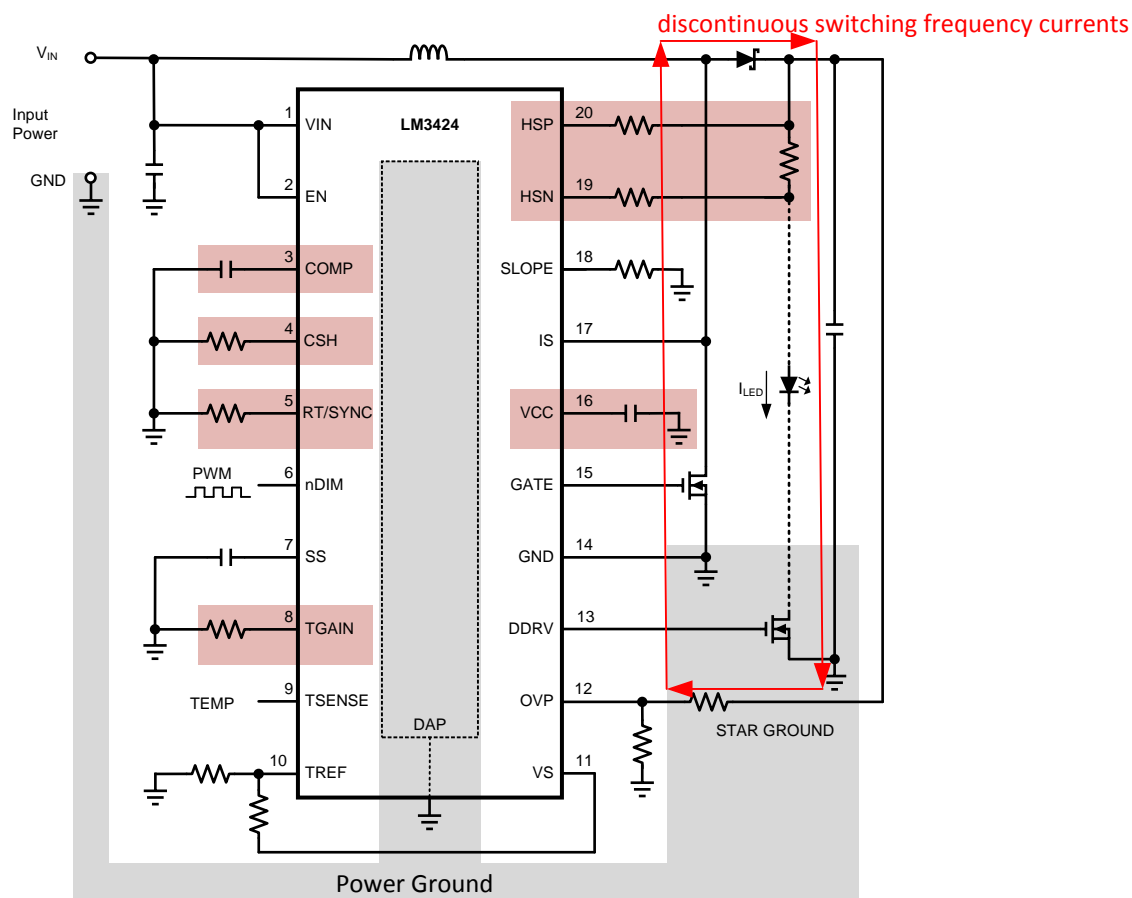 discontinuous switching frequency currents
VIN
Input
Power
GND
LM3424
1
VIN
2
EN
3
COMP
4
CSH
5
RT/SYNC
PWM
6
nDIM
7
SS
8
TGAIN
TEMP
9
TSENSE
10
TREF
DAP
20
HSP
19
HSN
18
SLOPE
17
IS
16
VCC
15
GATE
14
GND
13
DDRV
12
OVP
11
VS
ILED
STAR GROUND
Power Ground